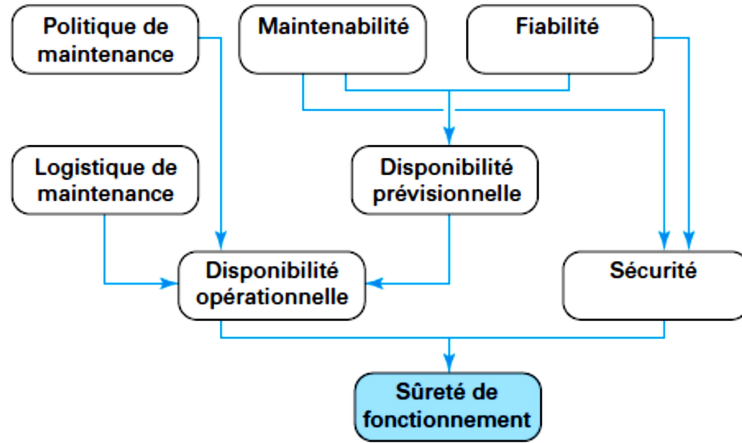 Politique de
maintenance
Maintenabilité
Fiabilité
Logistique de
maintenance
Disponibilité
prévisionnelle
Disponibilité
opérationnelle
Sécurité
Sûreté de
fonctionnement